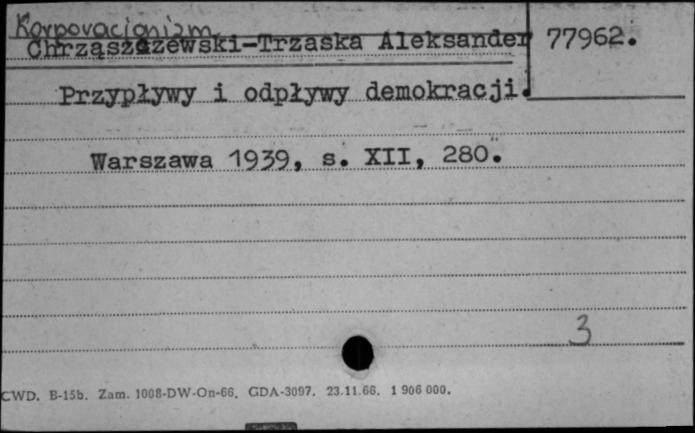 Korporacjonizm
Chrząszczewski-Trzaska Aleksander 77962.
Przypływy i odpływy demokracji.
Warszawa 1939, s. XII, 280.
3
CWD. B-15b. Zam. 1008-DW-On-66. GDA-3097. 23.11.66. 1 906 000.